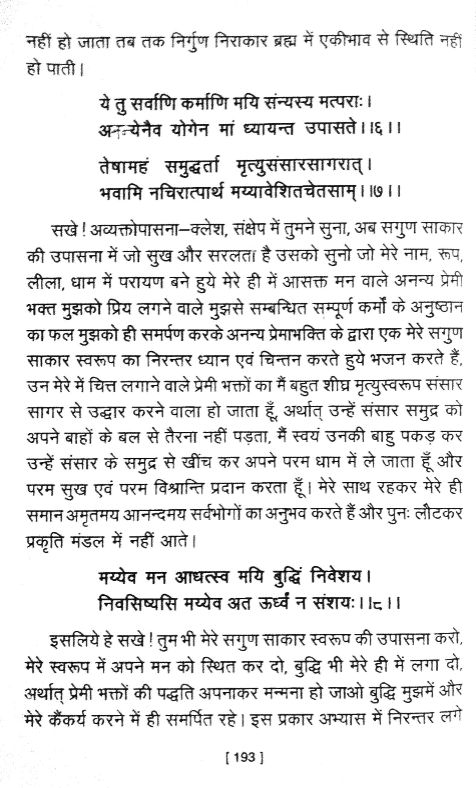 नहीं हो जाता तब तक निर्गुण निराकार ब्रह्म में एकीभाव से स्थिति नहीं
हो पाती।
ये तु सर्वाणि कर्माणि मयि संन्यस्य मत्पराः।
अनन्येनैव योगेन मां ध्यायन्त उपासते।।६।।
तेषामहं समुद्धर्ता मृत्युसंसारसागरात्।
भवामि नचिरात्पार्थ मय्यावेशितचेतसाम्।।७।।
सखे! अव्यक्तोपासना–क्लेश, संक्षेप में तुमने सुना, अब सगुण साकार
की उपासना में जो सुख और सरलता है उसको सुनो जो मेरे नाम, रूप,
लीला, धाम में परायण बने हुये मेरे ही में आसक्त मन वाले अनन्य प्रेमी
भक्त मुझको प्रिय लगने वाले मुझसे सम्बन्धित सम्पूर्ण कर्मों के अनुष्ठान
का फल मुझको ही समर्पण करके अनन्य प्रेमाभक्ति के द्वारा एक मेरे सगुण
साकार स्वरूप का निरन्तर ध्यान एवं चिन्तन करते हुये भजन करते हैं,
उन मेरे में चित्त लगाने वाले प्रेमी भक्तों का मैं बहुत शीघ्र मृत्युस्वरूप संसार
सागर से उद्धार करने वाला हो जाता हूँ, अर्थात् उन्हें संसार समुद्र को
अपने बाहों के बल से तैरना नहीं पड़ता, मैं स्वयं उनकी बाहु पकड़ कर
उन्हें संसार के समुद्र से खींच कर अपने परम धाम में ले जाता हूँ और
परम सुख एवं परम विश्रान्ति प्रदान करता हूँ। मेरे साथ रहकर मेरे ही
समान अमृतमय आनन्दमय सर्वभोगों का अनुभव करते हैं और पुनः लौटकर
प्रकृति मंडल में नहीं आते।
मय्येव मन आधत्स्व मयि बुद्धिं निवेशय।
निवसिष्यसि मय्येव अत ऊर्ध्वं न संशयः।।८।।
इसलिये हे सखे! तुम भी मेरे सगुण साकार स्वरूप की उपासना करो,
मेरे स्वरूप में अपने मन को स्थित कर दो, बुद्धि भी मेरे ही में लगा दो,
अर्थात् प्रेमी भक्तों की पद्धति अपनाकर मन्मना हो जाओ बुद्धि मुझमें और
मेरे कैंकर्य करने में ही समर्पित रहे। इस प्रकार अभ्यास में निरन्तर लगे
[ 193 ]